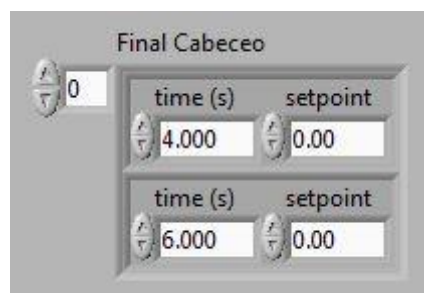 Final Cabeceo
0
time (s) setpoint
4.000 0.00
time (s) setpoint
6.000 0.00